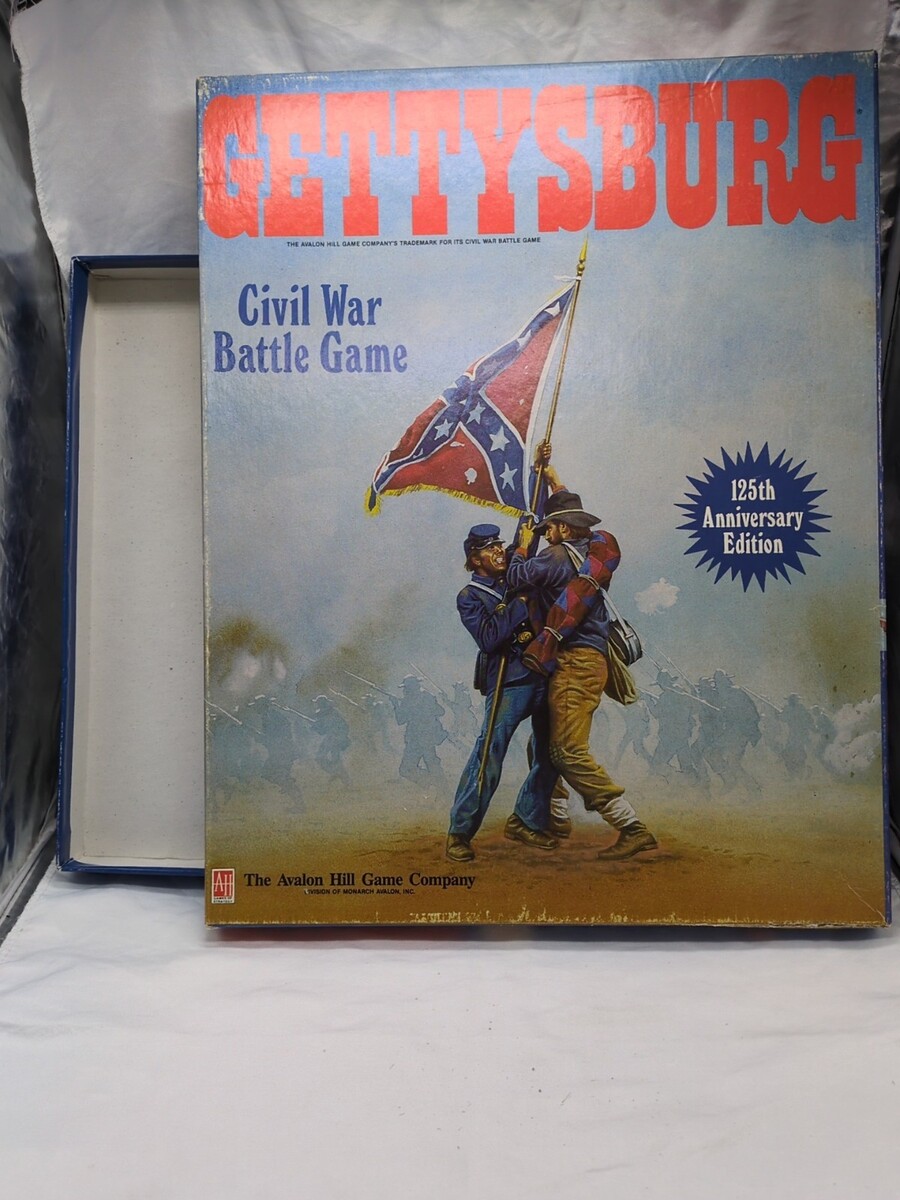 GETTYSBURG
THE AVALON HILL GAME COMPANY'S TRADEMARK FOR ITS CIVIL WAR BATTLE GAME
Civil War
Battle Game
125th
Anniversary
Edition
AH
The Avalon Hill Game Company
DIVISION OF MONARCH AVALON, INC.